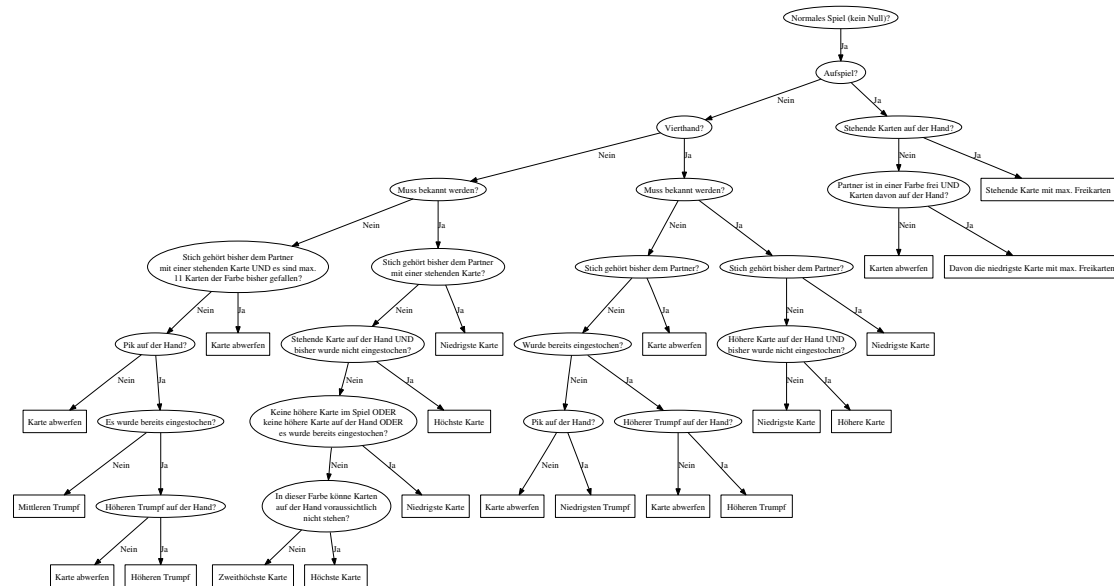 Normales Spiel (kein Null)?
Ja
Aufspiel?
Nein
Ja
Vierthand?
Stehende Karten auf der Hand?
Nein
Ja
Nein
Ja
Muss bekannt werden?
Muss bekannt werden?
Partner ist in einer Farbe frei UND
Karten davon auf der Hand?
Stehende Karte mit max. Freikarten
Nein
Ja
Nein
Ja
Nein
Ja
Stich gehört bisher dem Partner
mit einer stehenden Karte UND es sind max.
11 Karten der Farbe bisher gefallen?
Stich gehört bisher dem Partner
mit einer stehenden Karte?
Stich gehört bisher dem Partner?
Stich gehört bisher dem Partner?
Karten abwerfen
Davon die niedrigste Karte mit max. Freikarten
Nein
Ja
Nein
Ja
Nein
Ja
Nein
Ja
Pik auf der Hand?
Karte abwerfen
Stehende Karte auf der Hand UND
bisher wurde nicht eingestochen?
Niedrigste Karte
Wurde bereits eingestochen?
Karte abwerfen
Höhere Karte auf der Hand UND
bisher wurde nicht eingestochen?
Niedrigste Karte
Nein
Ja
Nein
Ja
Nein
Ja
Nein
Ja
Karte abwerfen
Es wurde bereits eingestochen?
Keine höhere Karte im Spiel ODER
keine höhere Karte auf der Hand ODER
es wurde bereits eingestochen?
Höchste Karte
Pik auf der Hand?
Höherer Trumpf auf der Hand?
Niedrigste Karte
Höhere Karte
Nein
Ja
Nein
Ja
Nein
Ja
Nein
Ja
Mittleren Trumpf
Höheren Trumpf auf der Hand?
In dieser Farbe könne Karten
auf der Hand voraussichtlich
nicht stehen?
Niedrigste Karte
Karte abwerfen
Niedrigsten Trumpf
Karte abwerfen
Höheren Trumpf
Nein
Ja
Nein
Ja
Karte abwerfen
Höheren Trumpf
Zweithöchste Karte
Höchste Karte